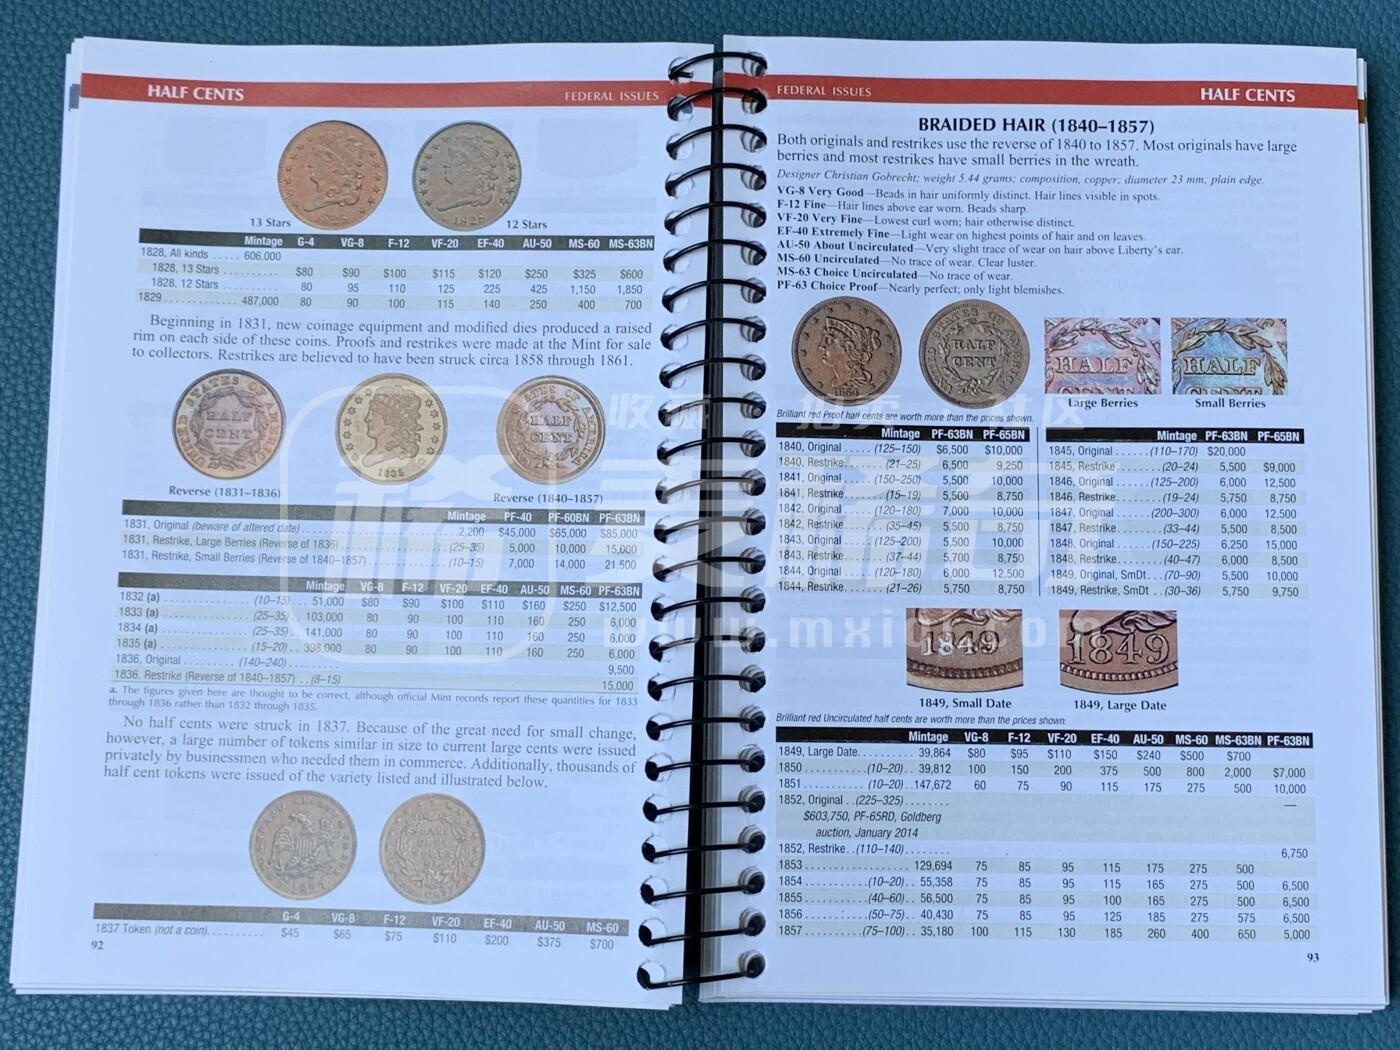 HALF CENTS
FEDERAL ISSUES
13 Stars
12 Stars
Mintage G-4 VG-8 F-12 VF-20 EF-40 AU-50 MS-60 MS-63BN
1828, All kinds ..... 606,000
1828, 13 Stars .......... $80 $90 $100 $115 $120 $250 $325 $600
1828, 12 Stars .......... 80 95 110 125 225 425 1,150 1,850
1829 ............... 487,000 80 90 100 115 140 250 400 700
Beginning in 1831, new coinage equipment and modified dies produced a raised
rim on each side of these coins. Proofs and restrikes were made at the Mint for sale
to collectors. Restrikes are believed to have been struck circa 1858 through 1861.
Reverse (1831–1836)
Reverse (1840–1857)
Mintage PF-40 PF-60BN PF-63BN
1831, Original (beware of altered date) .......... 2,200 $45,000 $65,000 $85,000
1831, Restrike, Large Berries (Reverse of 1836) .......... (25–35) 5,000 10,000 15,000
1831, Restrike, Small Berries (Reverse of 1840–1857) .......... (10–15) 7,000 14,000 21,500
Mintage VG-8 F-12 VF-20 EF-40 AU-50 MS-60 PF-63BN
1832 (a) .......... (10–15) ... 51,000 $80 $90 $100 $110 $160 $250 $12,500
1833 (a) .......... (25–35) . 103,000 80 90 100 110 160 250 6,000
1834 (a) .......... (25–35) . 141,000 80 90 100 110 160 250 6,000
1835 (a) .......... (15–20) . 398,000 80 90 100 110 160 250 6,000
1836, Original .......... (140–240) .......... 9,500
1836, Restrike (Reverse of 1840–1857) .. (8–15) .......... 15,000
a. The figures given here are thought to be correct, although official Mint records report these quantities for 1833
through 1836 rather than 1832 through 1835.
No half cents were struck in 1837. Because of the great need for small change,
however, a large number of tokens similar in size to current large cents were issued
privately by businessmen who needed them in commerce. Additionally, thousands of
half cent tokens were issued of the variety listed and illustrated below.
G-4 VG-8 F-12 VF-20 EF-40 AU-50 MS-60
1837 Token (not a coin) .......... $45 $65 $75 $110 $200 $375 $700
92
FEDERAL ISSUES
HALF CENTS
BRAIDED HAIR (1840–1857)
Both originals and restrikes use the reverse of 1840 to 1857. Most originals have large
berries and most restrikes have small berries in the wreath.
Designer Christian Gobrecht; weight 5.44 grams; composition, copper; diameter 23 mm; plain edge.
VG-8 Very Good—Beads in hair uniformly distinct. Hair lines visible in spots.
F-12 Fine—Hair lines above ear worn. Beads sharp.
VF-20 Very Fine—Lowest curl worn; hair otherwise distinct.
EF-40 Extremely Fine—Light wear on highest points of hair and on leaves.
AU-50 About Uncirculated—Very slight trace of wear on hair above Liberty's ear.
MS-60 Uncirculated—No trace of wear. Clear luster.
MS-63 Choice Uncirculated—No trace of wear.
PF-63 Choice Proof—Nearly perfect; only light blemishes.
HALF CENT
HALF
HALF
Large Berries
Small Berries
Brilliant red Proof half cents are worth more than the prices shown.
Mintage PF-63BN PF-65BN
1840, Original ...... (125–150) $6,500 $10,000
1840, Restrike ...... (21–25) 6,500 9,250
1841, Original ...... (150–250) 5,500 10,000
1841, Restrike ...... (15–19) 5,500 8,750
1842, Original ...... (120–180) 7,000 10,000
1842, Restrike ...... (35–45) 5,500 8,750
1843, Original ...... (125–200) 5,500 10,000
1843, Restrike ...... (37–44) 5,700 8,750
1844, Original ...... (120–180) 6,000 12,500
1844, Restrike ...... (21–26) 5,750 8,750
Mintage PF-63BN PF-65BN
1845, Original ...... (110–170) $20,000
1845, Restrike ...... (20–24) 5,500 $9,000
1846, Original ...... (125–200) 6,000 12,500
1846, Restrike ...... (19–24) 5,750 8,750
1847, Original ...... (200–300) 6,000 12,500
1847, Restrike ...... (33–44) 5,500 8,500
1848, Original ...... (150–225) 6,250 15,000
1848, Restrike ...... (40–47) 6,000 8,500
1849, Original, SmDt ... (70–90) 5,500 10,000
1849, Restrike, SmDt .. (30–36) 5,750 9,750
1849
1849
1849, Small Date
1849, Large Date
Brilliant red Uncirculated half cents are worth more than the prices shown.
Mintage VG-8 F-12 VF-20 EF-40 AU-50 MS-60 MS-63BN PF-63BN
1849, Large Date .......... 39,864 $80 $95 $110 $150 $240 $500 $700
1850 .......... (10–20) .. 39,812 100 150 200 375 500 800 2,000 $7,000
1851 .......... (10–20) .. 147,672 60 75 90 115 175 275 500 10,000
1852, Original .. (225–325) ........ —
$603,750, PF-65RD, Goldberg
auction, January 2014
1852, Restrike .. (110–140) ........ 6,750
1853 .......... 129,694 75 85 95 115 175 275 500
1854 .......... (10–20) .. 55,358 75 85 95 115 165 275 500 6,500
1855 .......... (40–60) .. 56,500 75 85 95 100 165 275 500 6,500
1856 .......... (50–75) .. 40,430 75 85 95 125 185 275 575 6,500
1857 .......... (75–100) .. 35,180 100 115 130 185 260 400 650 5,000
93